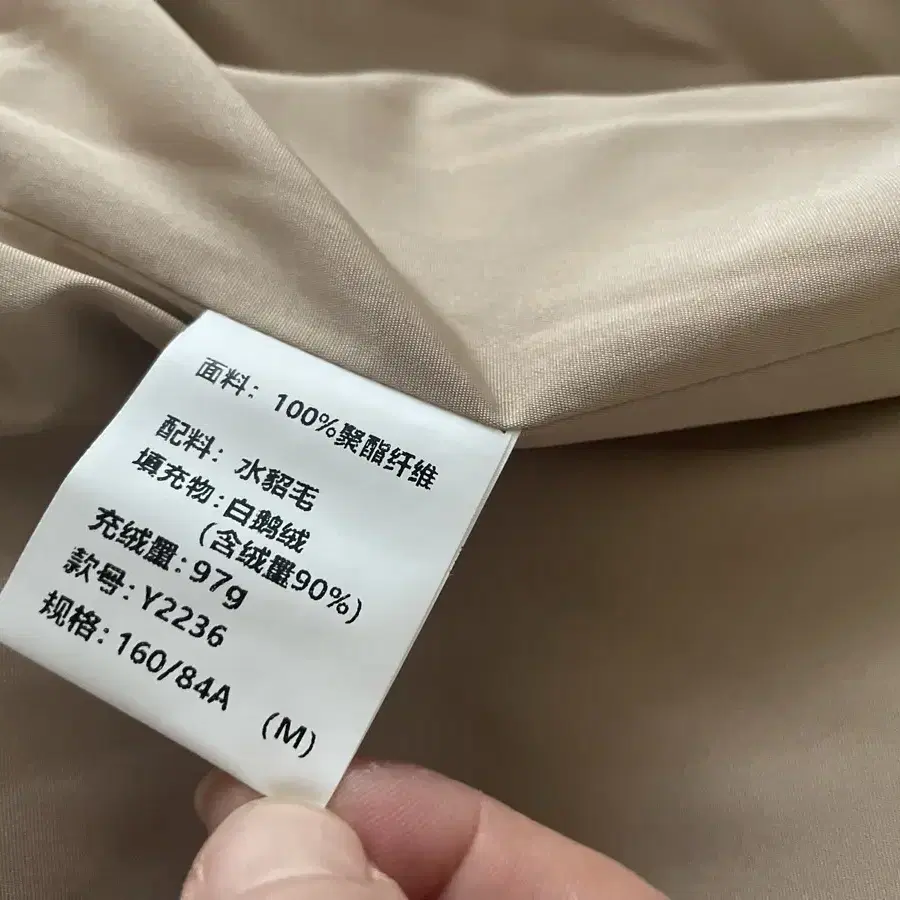 面料: 100%聚酯纤维
配料: 水貂毛
填充物:白鹅绒
(含绒量90%)
充绒量:97g
款号:Y2236
规格:160/84A (M)